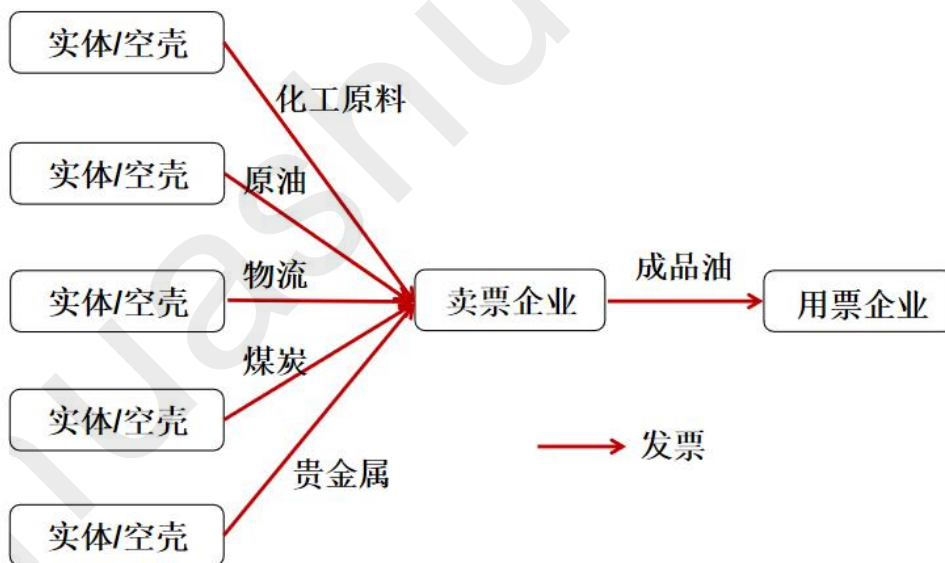 实体/空壳
化工原料
实体/空壳
原油
物流
实体/空壳
卖票企业
成品油
用票企业
煤炭
实体/空壳
发票
贵金属
实体/空壳